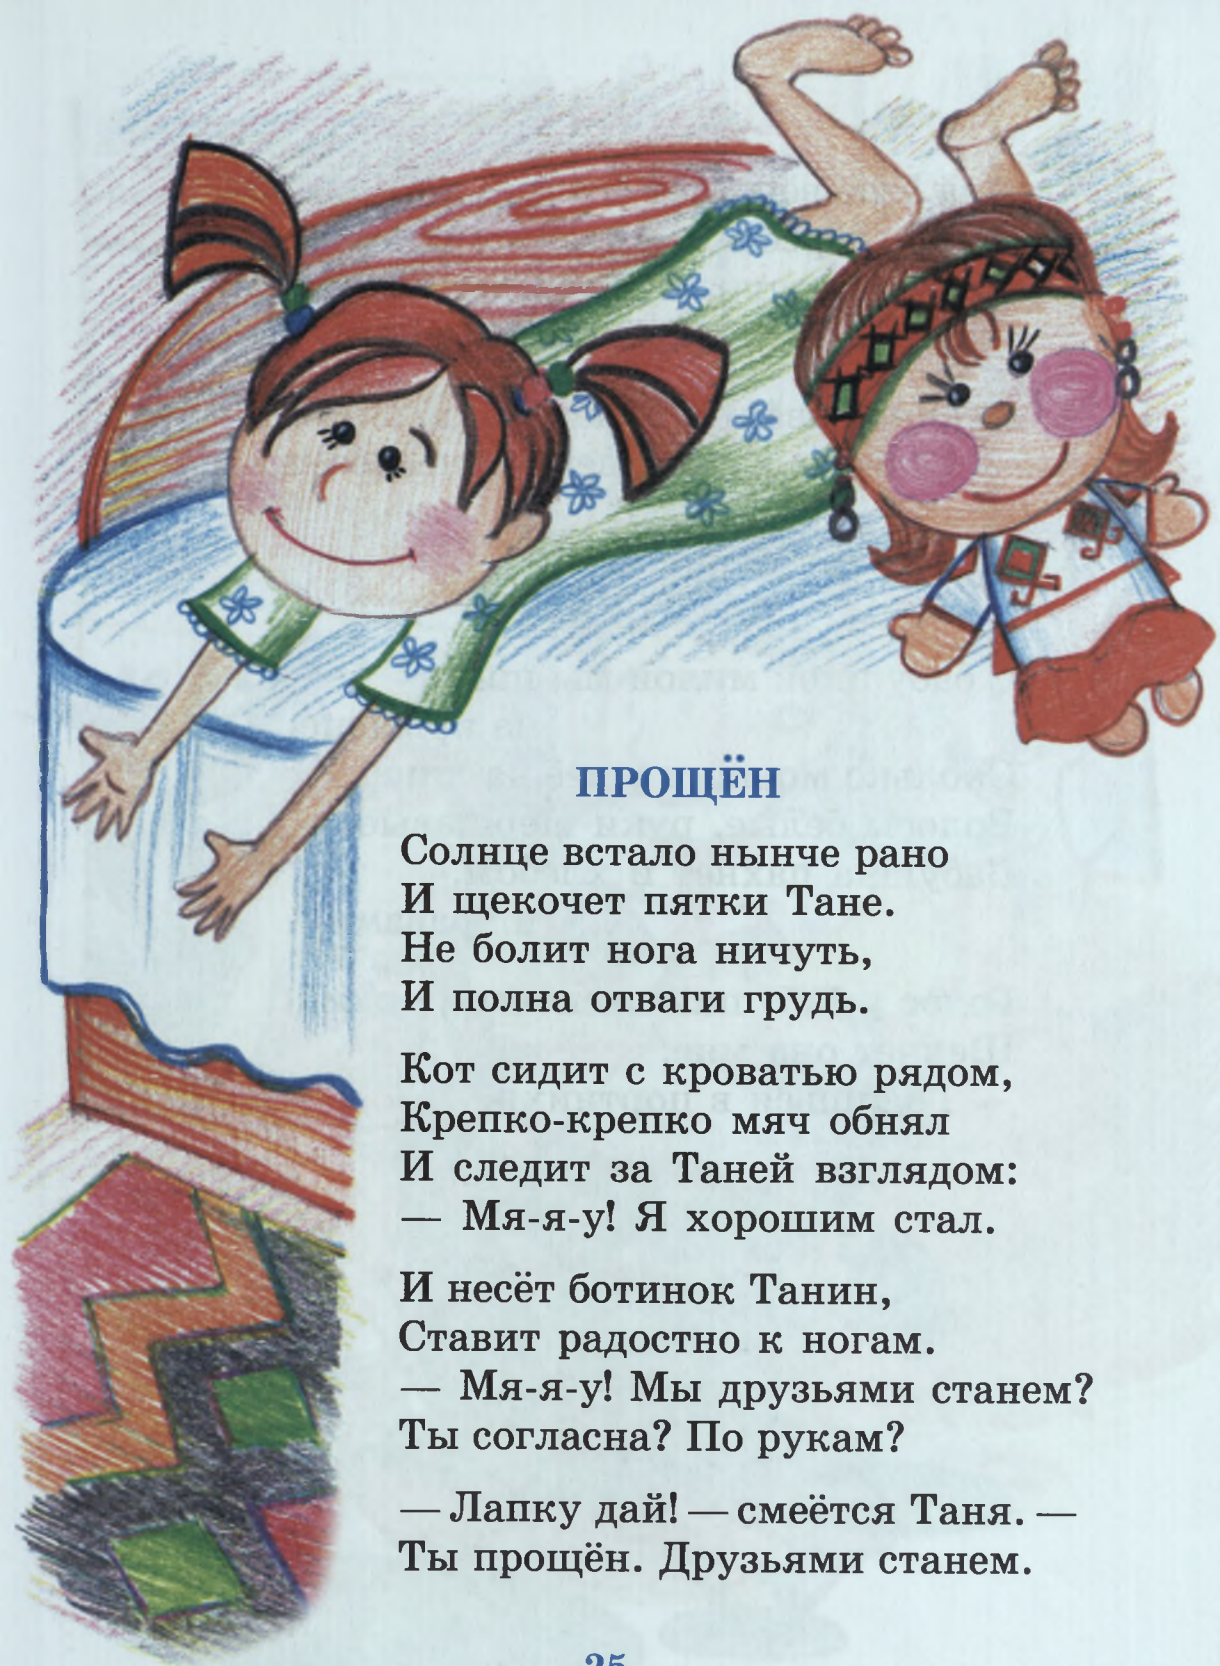 ПРОЩЁН
Солнце встало нынче рано
И щекочет пятки Тане.
Не болит нога ничуть,
И полна отваги грудь.
Кот сидит с кроватью рядом,
Крепко-крепко мяч обнял
И следит за Таней взглядом:
— Мя-я-у! Я хорошим стал.
И несёт ботинок Танин,
Ставит радостно к ногам.
— Мя-я-у! Мы друзьями станем?
Ты согласна? По рукам?
— Лапку дай! — смеётся Таня. —
Ты прощён. Друзьями станем.